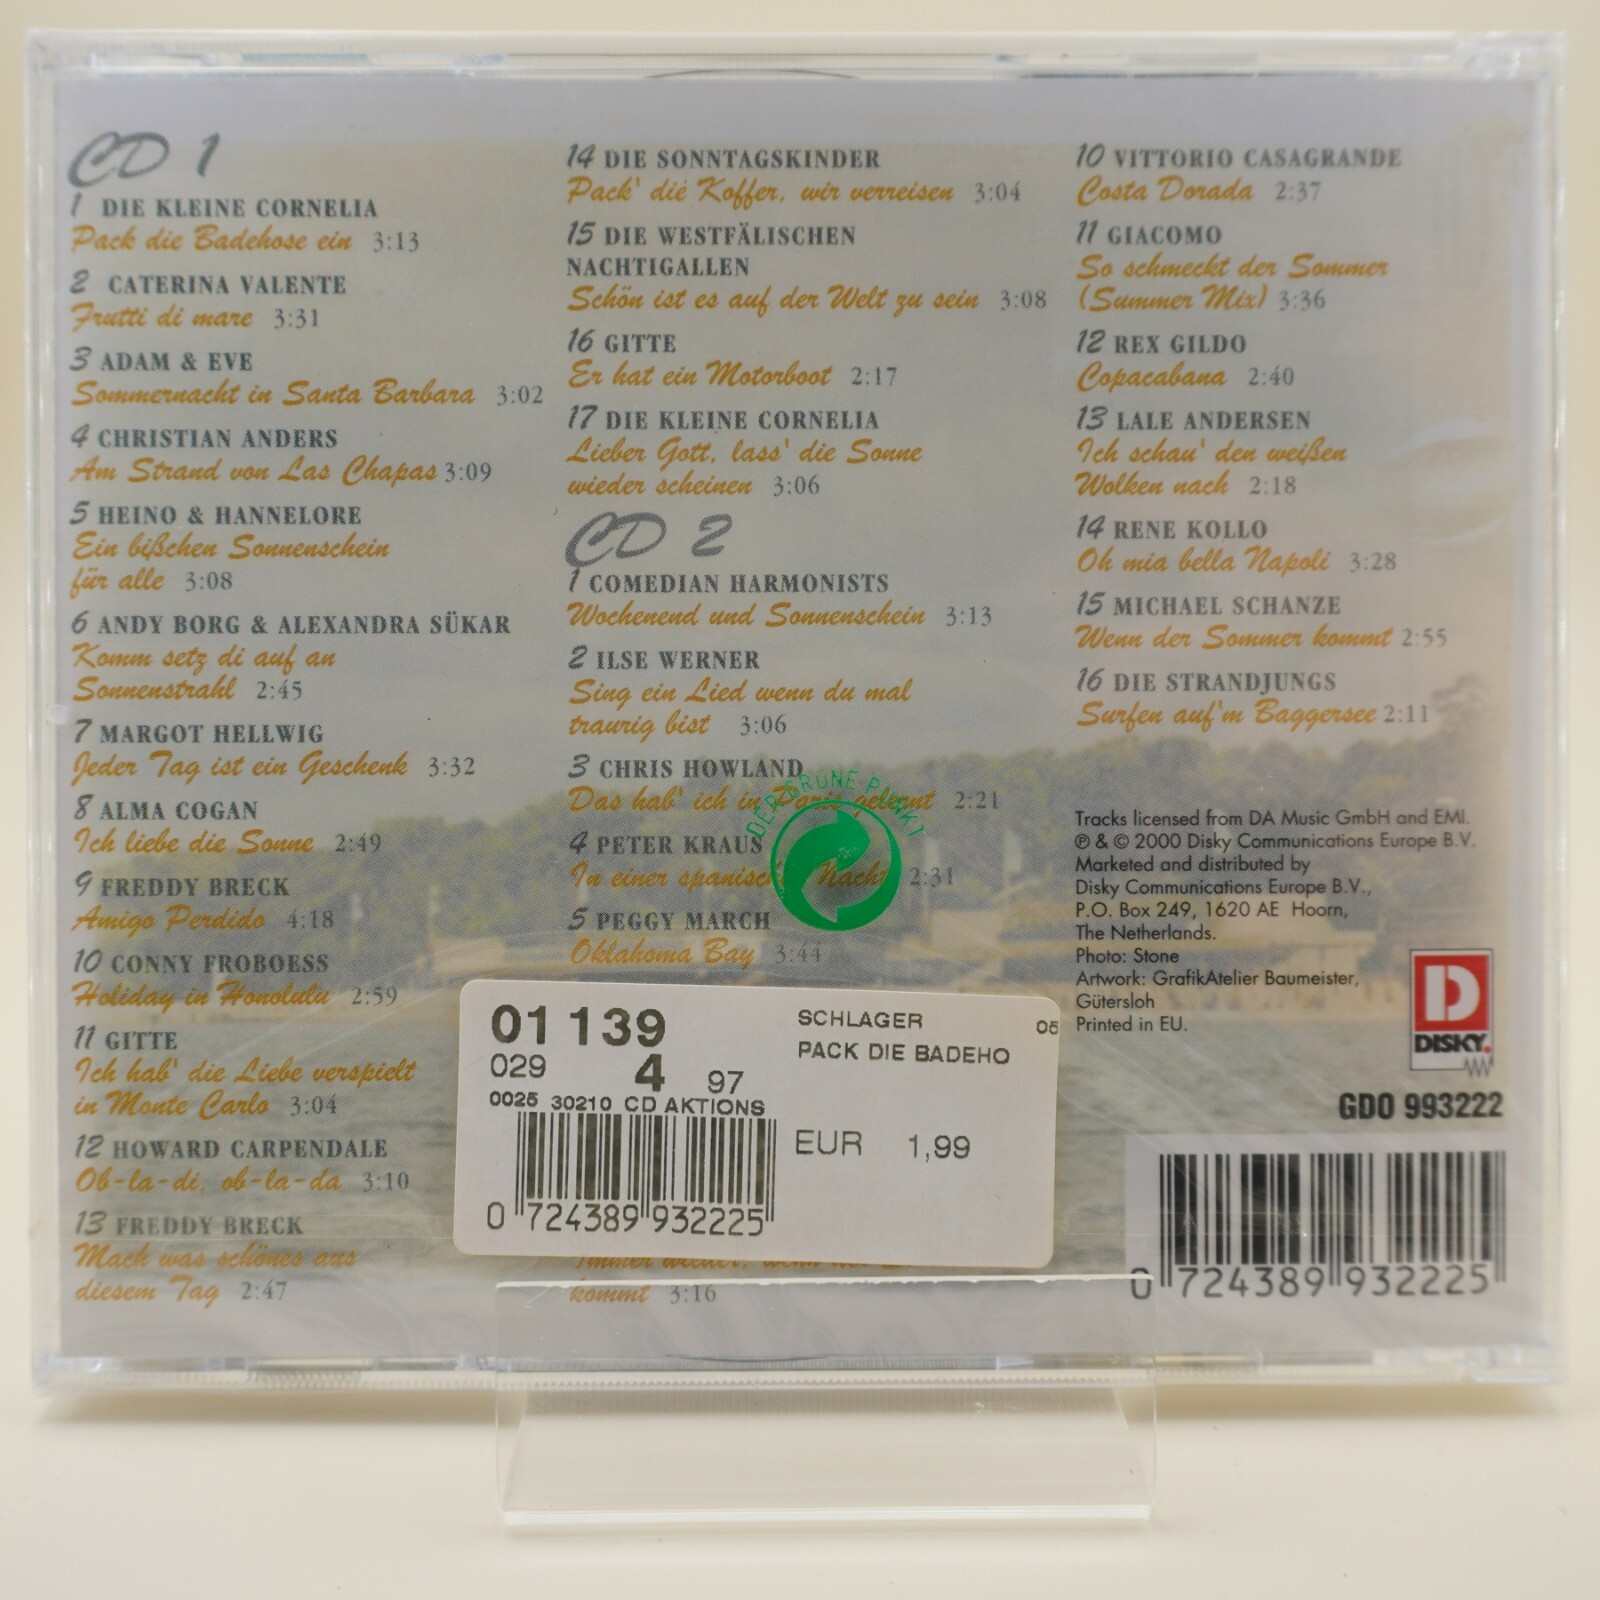 CD 1
1 DIE KLEINE CORNELIA
Pack die Badehose ein 3:13
2 CATERINA VALENTE
Frutti di mare 3:31
3 ADAM & EVE
Sommernacht in Santa Barbara 3:02
4 CHRISTIAN ANDERS
Am Strand von Las Chapas 3:09
5 HEINO & HANNELORE
Ein bißchen Sonnenschein
für alle 3:08
6 ANDY BORG & ALEXANDRA SÜKAR
Komm setz di auf an
Sonnenstrahl 2:45
7 MARGOT HELLWIG
Jeder Tag ist ein Geschenk 3:32
8 ALMA COGAN
Ich liebe die Sonne 2:49
9 FREDDY BRECK
Amigo Perdido 4:18
10 CONNY FROBOESS
Holiday in Honolulu 2:59
11 GITTE
Ich hab' die Liebe verspielt
in Monte Carlo 3:04
12 HOWARD CARPENDALE
Ob-la-di, ob-la-da 3:10
13 FREDDY BRECK
Mach was schönes aus
diesem Tag 2:47
14 DIE SONNTAGSKINDER
Pack' die Koffer, wir verreisen 3:04
15 DIE WESTFÄLISCHEN
NACHTIGALLEN
Schön ist es auf der Welt zu sein 3:08
16 GITTE
Er hat ein Motorboot 2:17
17 DIE KLEINE CORNELIA
Lieber Gott, lass' die Sonne
wieder scheinen 3:06
CD 2
1 COMEDIAN HARMONISTS
Wochenend und Sonnenschein 3:13
2 ILSE WERNER
Sing ein Lied wenn du mal
traurig bist 3:06
3 CHRIS HOWLAND
Das hab' ich in Paris gelernt 2:21
4 PETER KRAUS
In einer Nacht 2:31
5 PEGGY MARCH
Oklahoma Bay 3:44
DER GRÜNE PUNKT
01 139
029 4 97
0025 30210 CD AKTIONS
0 724389 932225
SCHLAGER 05
PACK DIE BADEHO
EUR 1,99
kommt 3:16
10 VITTORIO CASAGRANDE
Costa Dorada 2:37
11 GIACOMO
So schmeckt der Sommer
(Summer Mix) 3:36
12 REX GILDO
Copacabana 2:40
13 LALE ANDERSEN
Ich schau' den weißen
Wolken nach 2:18
14 RENE KOLLO
Oh mia bella Napoli 3:28
15 MICHAEL SCHANZE
Wenn der Sommer kommt 2:55
16 DIE STRANDJUNGS
Surfen auf'm Baggersee 2:11
Tracks licensed from DA Music GmbH and EMI.
℗ & © 2000 Disky Communications Europe B.V.
Marketed and distributed by
Disky Communications Europe B.V.,
P.O. Box 249, 1620 AE Hoorn,
The Netherlands.
Photo: Stone
Artwork: GrafikAtelier Baumeister,
Gütersloh
Printed in EU.
D
DISKY.
GDO 993222
0 724389 932225